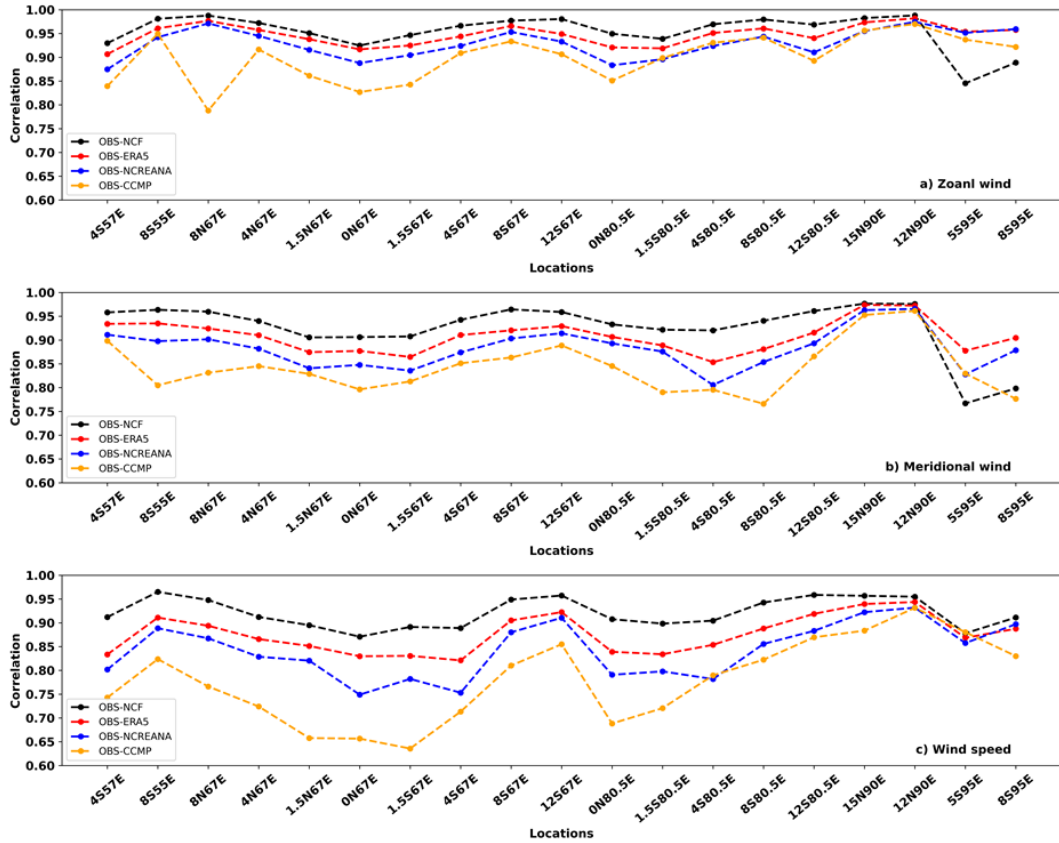 1.00
0.95
0.90
0.85
0.80
0.75
0.70
0.65
0.60
Correlation
OBS-NCF
OBS-ERA5
OBS-NCREANA
OBS-CCMP
a) Zoanl wind
4S57E
8S55E
8N67E
4N67E
1.5N67E
0N67E
1.5S67E
4S67E
8S67E
12S67E
0N80.5E
1.5S80.5E
4S80.5E
8S80.5E
12S80.5E
15N90E
12N90E
5S95E
8S95E
Locations
1.00
0.95
0.90
0.85
0.80
0.75
0.70
0.65
0.60
Correlation
OBS-NCF
OBS-ERA5
OBS-NCREANA
OBS-CCMP
b) Meridional wind
4S57E
8S55E
8N67E
4N67E
1.5N67E
0N67E
1.5S67E
4S67E
8S67E
12S67E
0N80.5E
1.5S80.5E
4S80.5E
8S80.5E
12S80.5E
15N90E
12N90E
5S95E
8S95E
Locations
1.00
0.95
0.90
0.85
0.80
0.75
0.70
0.65
0.60
Correlation
OBS-NCF
OBS-ERA5
OBS-NCREANA
OBS-CCMP
c) Wind speed
4S57E
8S55E
8N67E
4N67E
1.5N67E
0N67E
1.5S67E
4S67E
8S67E
12S67E
0N80.5E
1.5S80.5E
4S80.5E
8S80.5E
12S80.5E
15N90E
12N90E
5S95E
8S95E
Locations